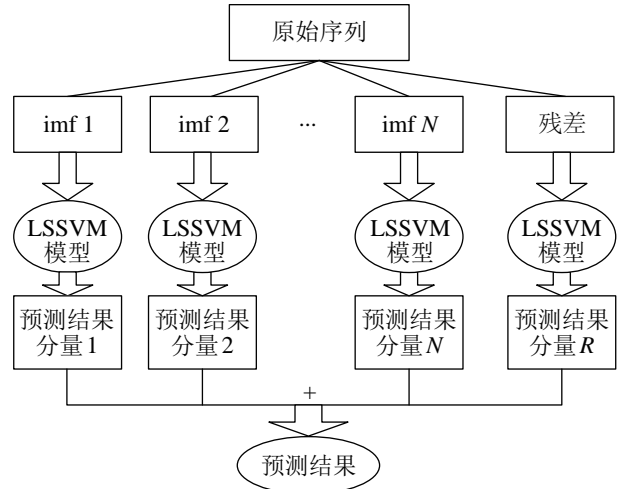 原始序列
imf 1
imf 2
...
imf N
残差
LSSVM
模型
LSSVM
模型
LSSVM
模型
LSSVM
模型
预测结果
分量1
预测结果
分量2
预测结果
分量N
预测结果
分量R
+
预测结果